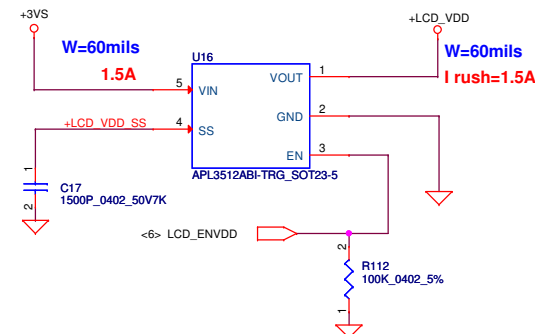 +3VS
+LCD_VDD
W=60mils
1.5A
U16
W=60mils
I rush=1.5A
5
VIN
VOUT
1
+LCD_VDD_SS
4
SS
GND
2
EN
3
APL3512ABI-TRG_SOT23-5
1
2
C17
1500P_0402_50V7K
<6> LCD_ENVDD
2
1
R112
100K_0402_5%